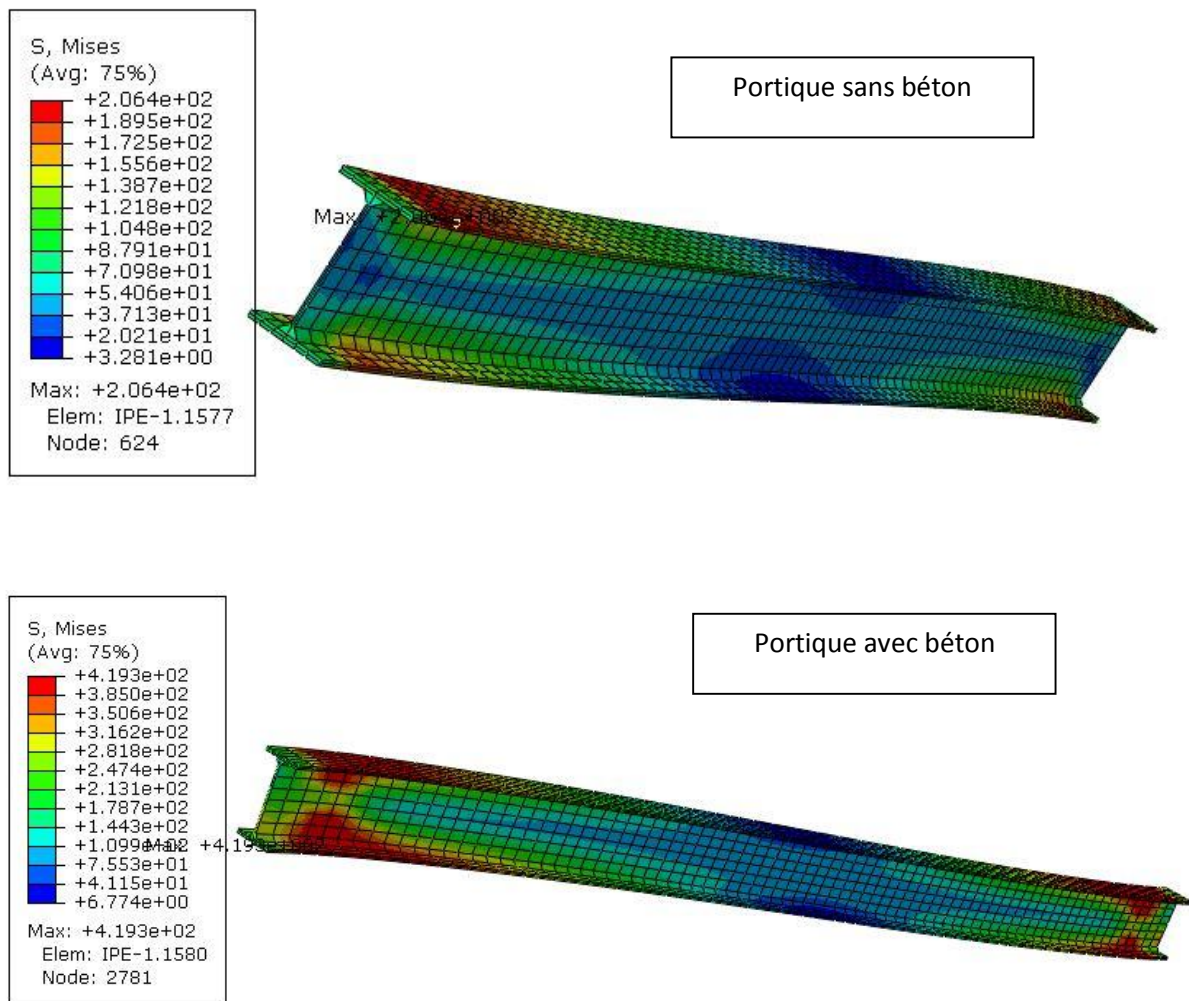 S, Mises
(Avg: 75%)
+2.064e+02
+1.895e+02
+1.725e+02
+1.556e+02
+1.387e+02
+1.218e+02
+1.048e+02
+8.791e+01
+7.098e+01
+5.406e+01
+3.713e+01
+2.021e+01
+3.281e+00
Max: +2.064e+02
Elem: IPE-1.1577
Node: 624
Portique sans béton
Max:
S, Mises
(Avg: 75%)
+4.193e+02
+3.850e+02
+3.506e+02
+3.162e+02
+2.818e+02
+2.474e+02
+2.131e+02
+1.787e+02
+1.443e+02
+1.099e+02
+7.553e+01
+4.115e+01
+6.774e+00
Max: +4.193e+02
Elem: IPE-1.1580
Node: 2781
Portique avec béton